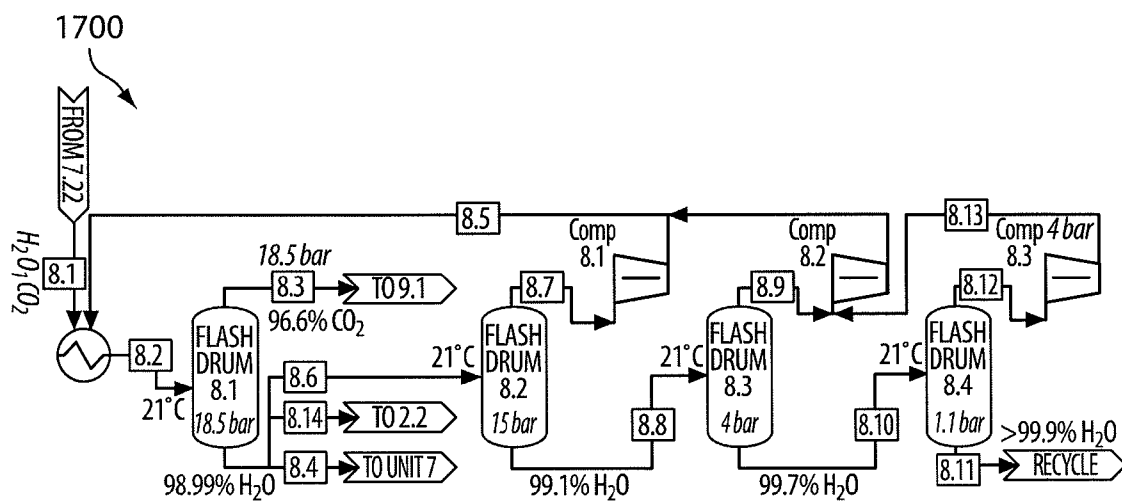 1700
FROM 7.22
H₂O₁CO₂
8.1
8.2
21°C
18.5 bar
8.3
TO 9.1
96.6% CO₂
FLASH
DRUM
8.1
18.5 bar
8.6
8.14
TO 2.2
8.4
TO UNIT 7
98.99% H₂O
8.5
21°C
FLASH
DRUM
8.2
15 bar
8.7
Comp
8.1
99.1% H₂O
8.8
21°C
FLASH
DRUM
8.3
4 bar
8.9
Comp
8.2
99.7% H₂O
8.10
21°C
8.13
Comp 4 bar
8.3
8.12
FLASH
DRUM
8.4
1.1 bar
>99.9% H₂O
8.11
RECYCLE